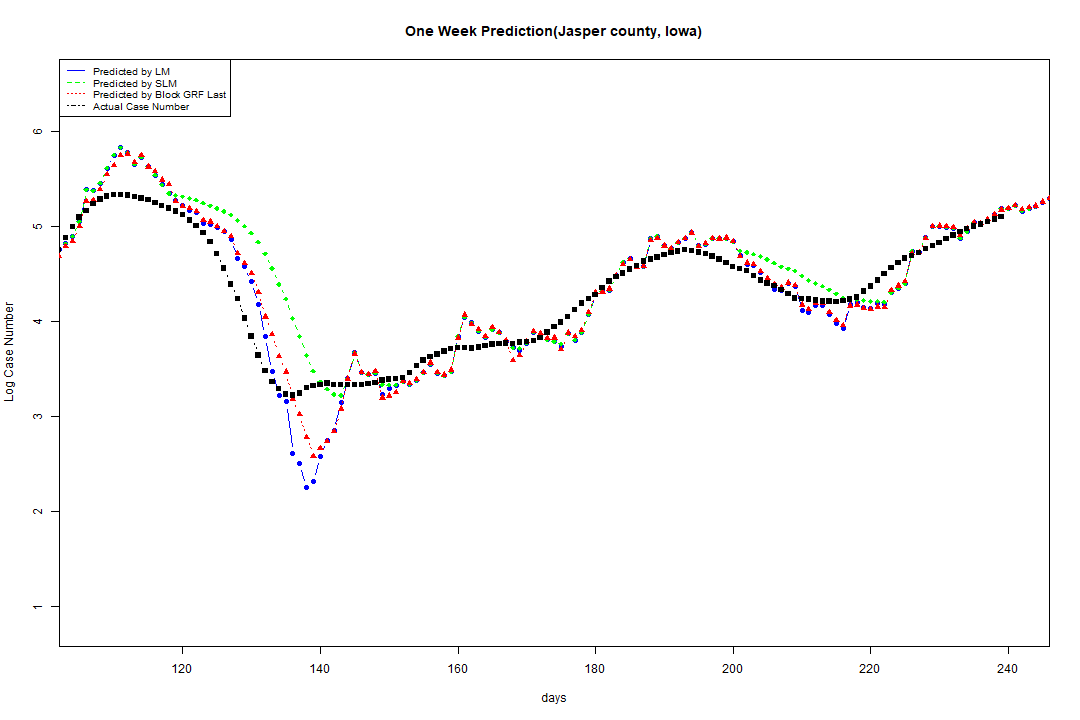 One Week Prediction(Jasper county, Iowa)
Predicted by LM
Predicted by SLM
Predicted by Block GRF Last
Actual Case Number
6
5
4
3
2
1
Log Case Number
120 140 160 180 200 220 240
days